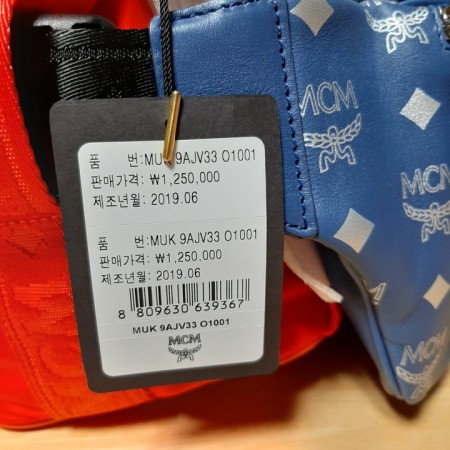 품 번:MUK 9AJV33 O1001
판매가격: ₩1,250,000
제조년월: 2019.06
품 번:MUK 9AJV33 O1001
판매가격: ₩1,250,000
제조년월: 2019.06
8 809630 639367
MUK 9AJV33 O1001
MCM
MCM
MCM
MCM